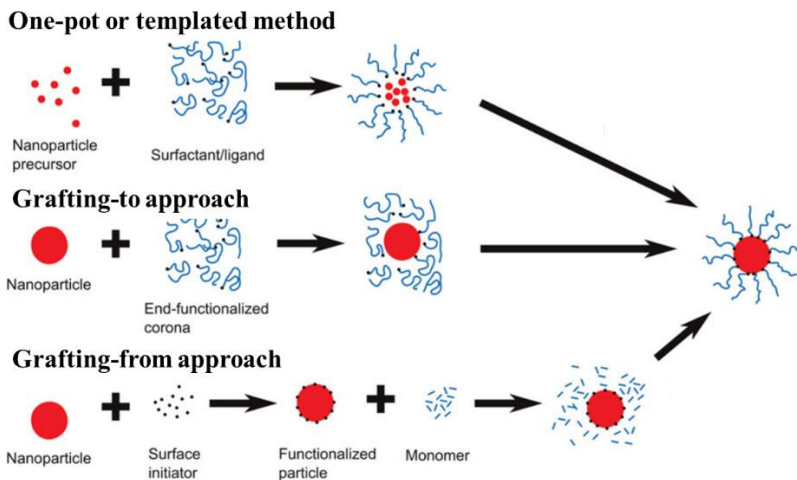 One-pot or templated method
Nanoparticle
precursor
Surfactant/ligand
Grafting-to approach
Nanoparticle
End-functionalized
corona
Grafting-from approach
Nanoparticle
Surface
initiator
Functionalized
particle
Monomer